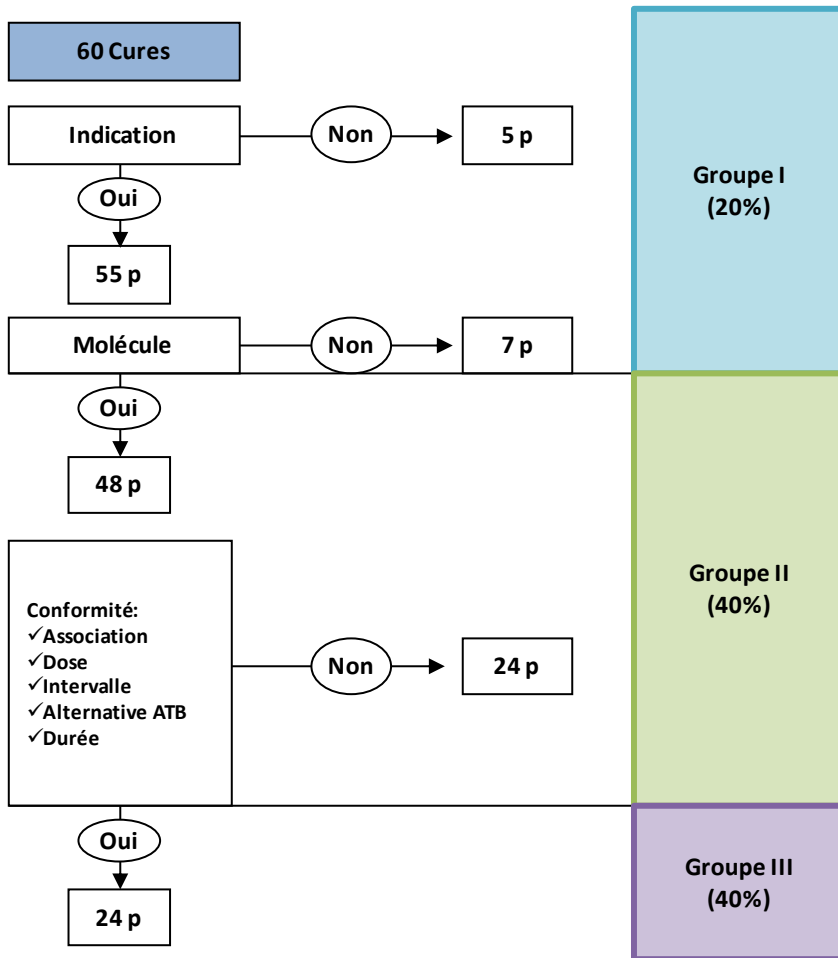 60 Cures
Indication
Non
5 p
Oui
55 p
Groupe I
(20%)
Molécule
Non
7 p
Oui
48 p
Conformité:
✓Association
✓Dose
✓Intervalle
✓Alternative ATB
✓Durée
Non
24 p
Groupe II
(40%)
Oui
24 p
Groupe III
(40%)